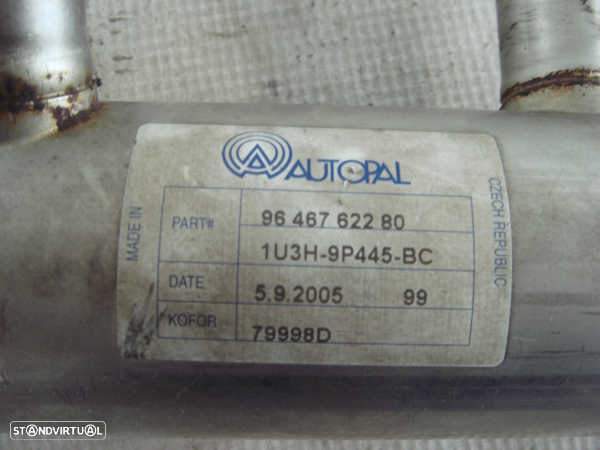 AUTOPAL
MADE IN
CZECH REPUBLIC
PART# 96 467 622 80
1U3H-9P445-BC
DATE 5.9.2005 99
KOFOR 79998D
STANDVIRTUAL